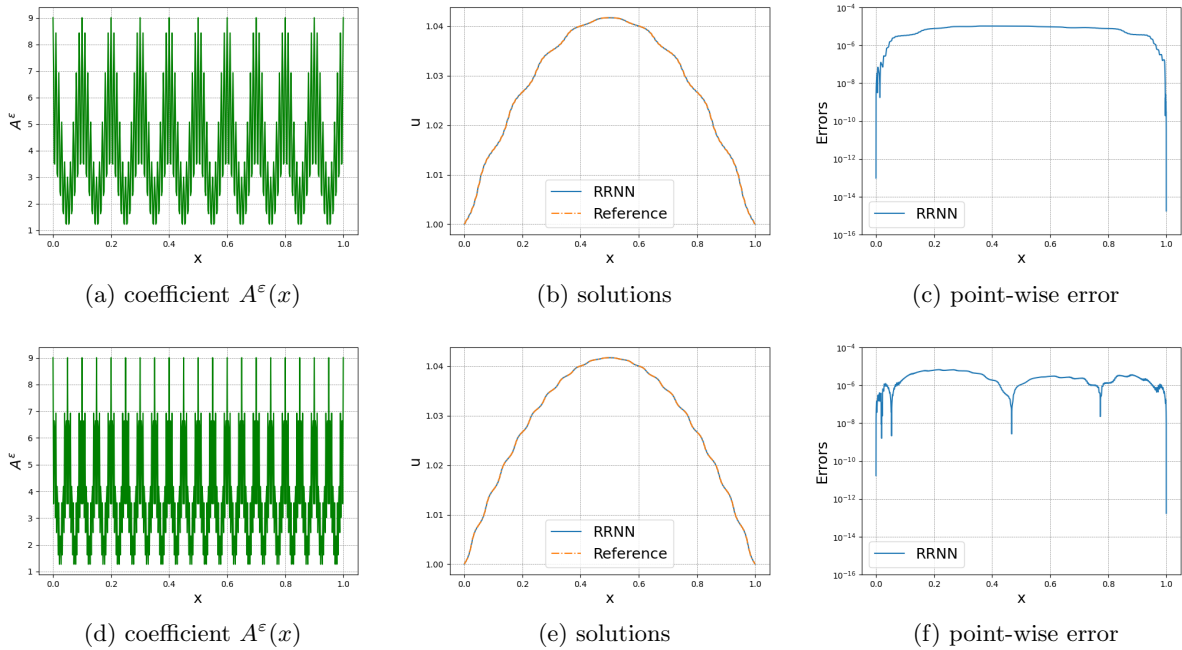 9
8
7
6
5
4
3
2
1
A^ε
0.0 0.2 0.4 0.6 0.8 1.0
x
(a) coefficient A^ε(x)
1.04
1.03
1.02
1.01
1.00
u
RRNN
Reference
0.0 0.2 0.4 0.6 0.8 1.0
x
(b) solutions
10^−4
10^−6
10^−8
10^−10
10^−12
10^−14
10^−16
Errors
RRNN
0.0 0.2 0.4 0.6 0.8 1.0
x
(c) point-wise error
9
8
7
6
5
4
3
2
1
A^ε
0.0 0.2 0.4 0.6 0.8 1.0
x
(d) coefficient A^ε(x)
1.04
1.03
1.02
1.01
1.00
u
RRNN
Reference
0.0 0.2 0.4 0.6 0.8 1.0
x
(e) solutions
10^−4
10^−6
10^−8
10^−10
10^−12
10^−14
10^−16
Errors
RRNN
0.0 0.2 0.4 0.6 0.8 1.0
x
(f) point-wise error